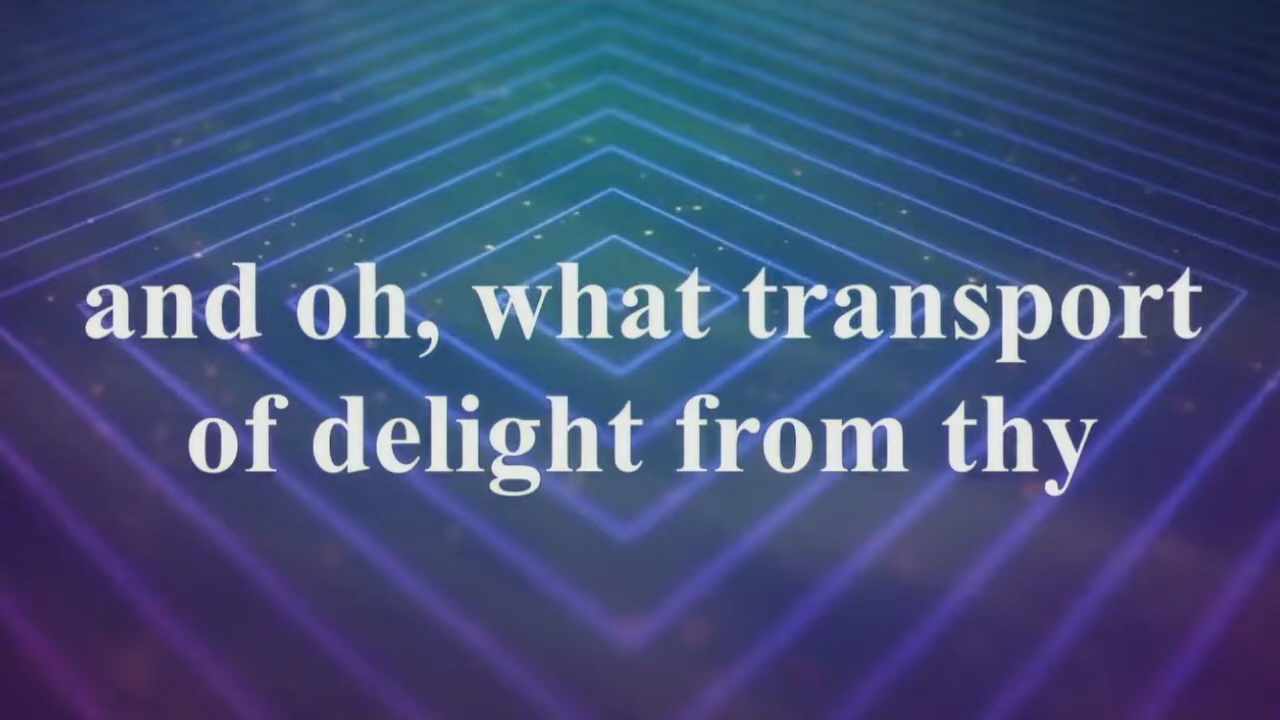 and oh, what transport
of delight from thy